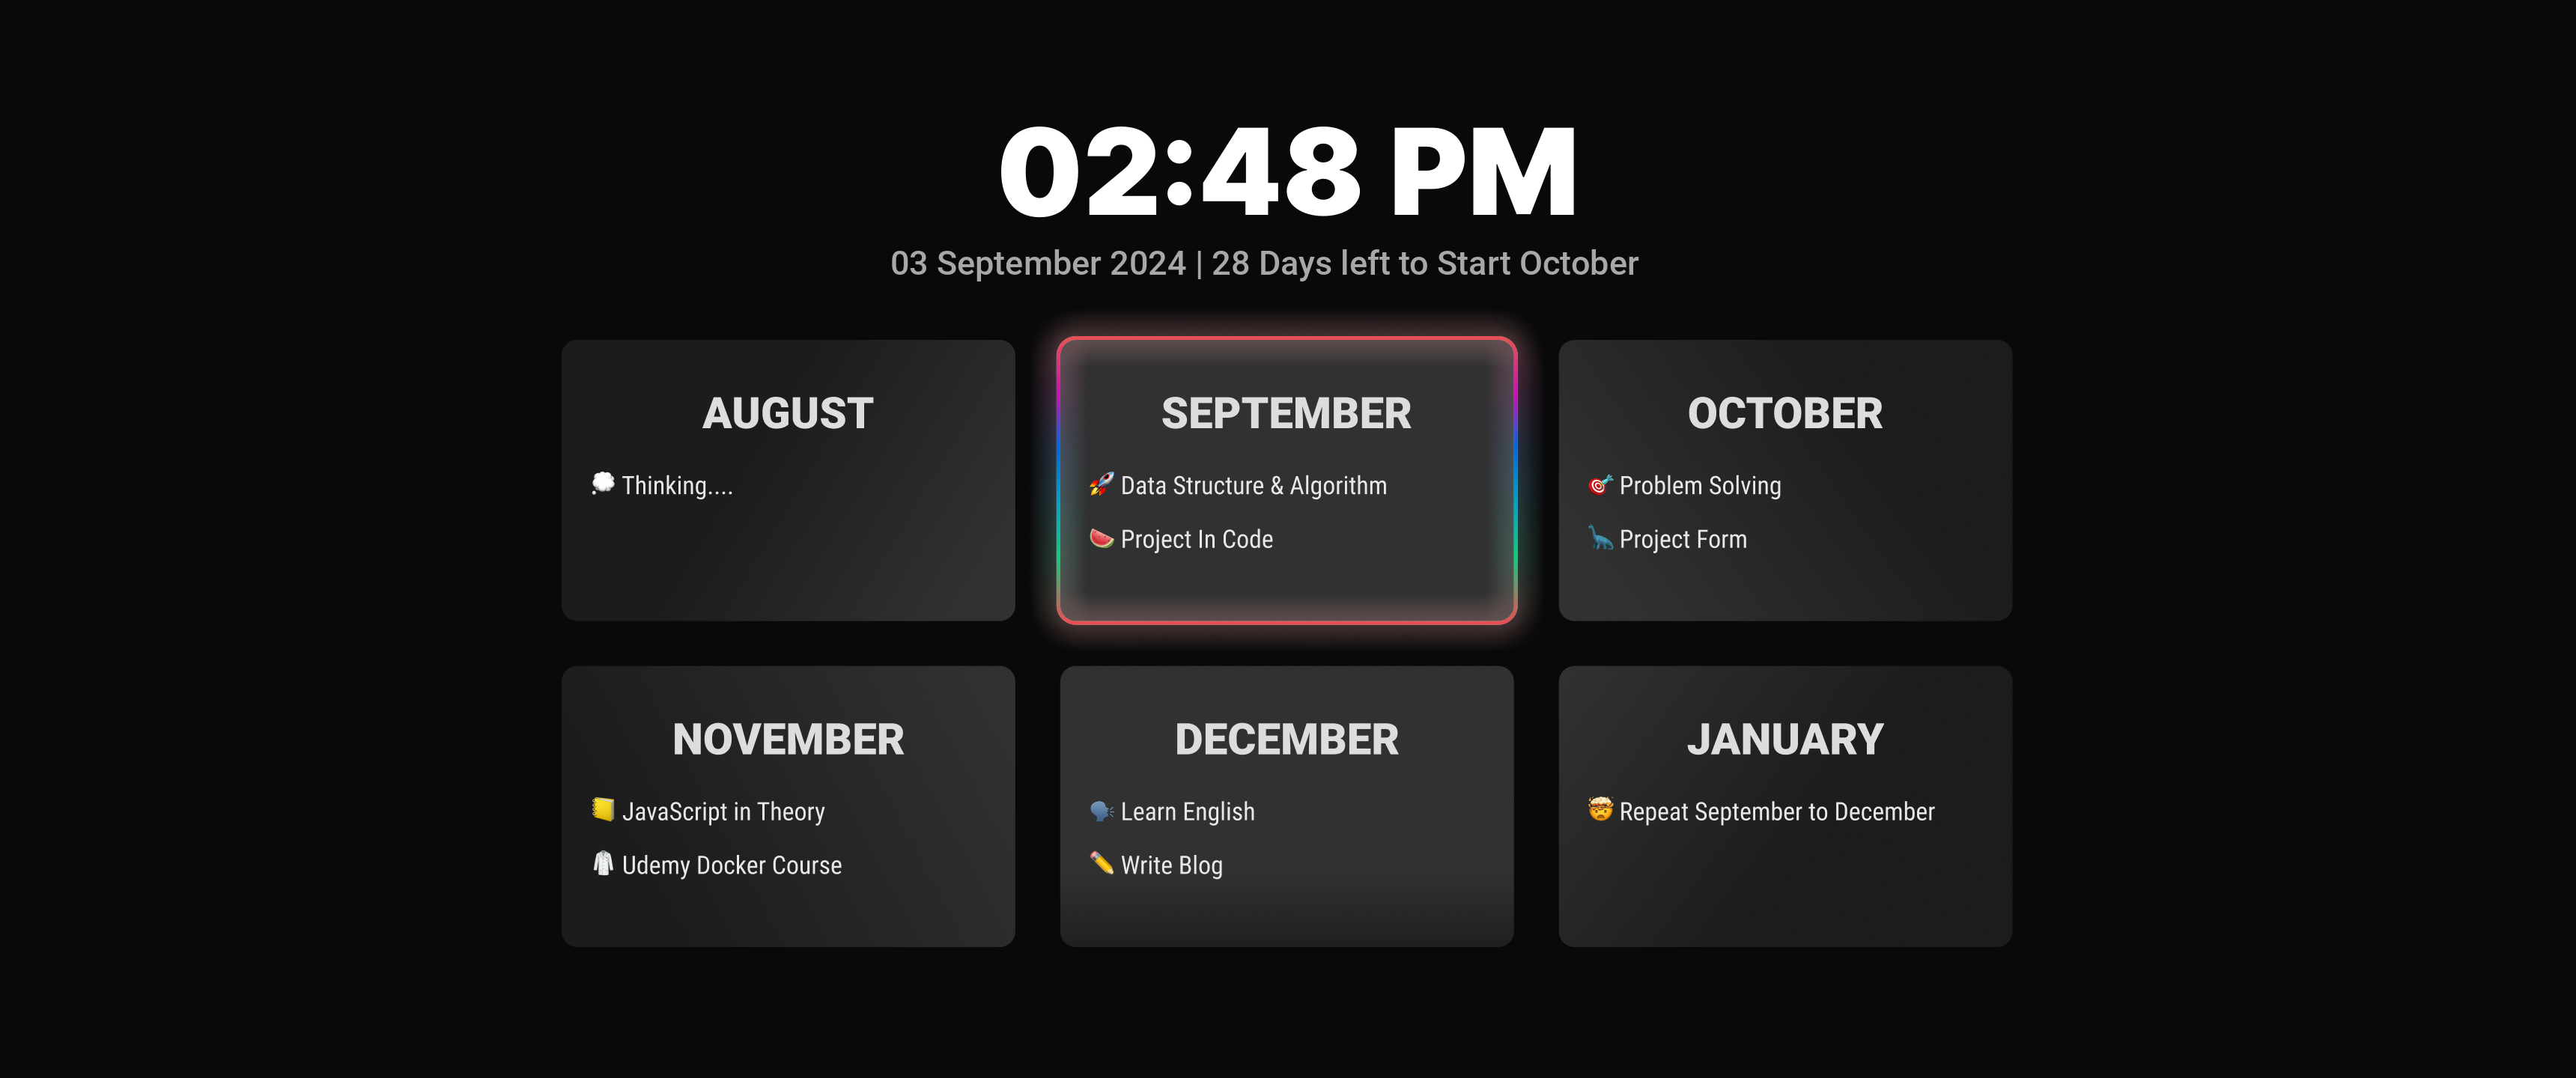 02:48 PM
03 September 2024 | 28 Days left to Start October
AUGUST
💭 Thinking....
SEPTEMBER
🚀 Data Structure & Algorithm
🍉 Project In Code
OCTOBER
🎯 Problem Solving
🦕 Project Form
NOVEMBER
📒 JavaScript in Theory
🥼 Udemy Docker Course
DECEMBER
🗣️ Learn English
✏️ Write Blog
JANUARY
🤯 Repeat September to December